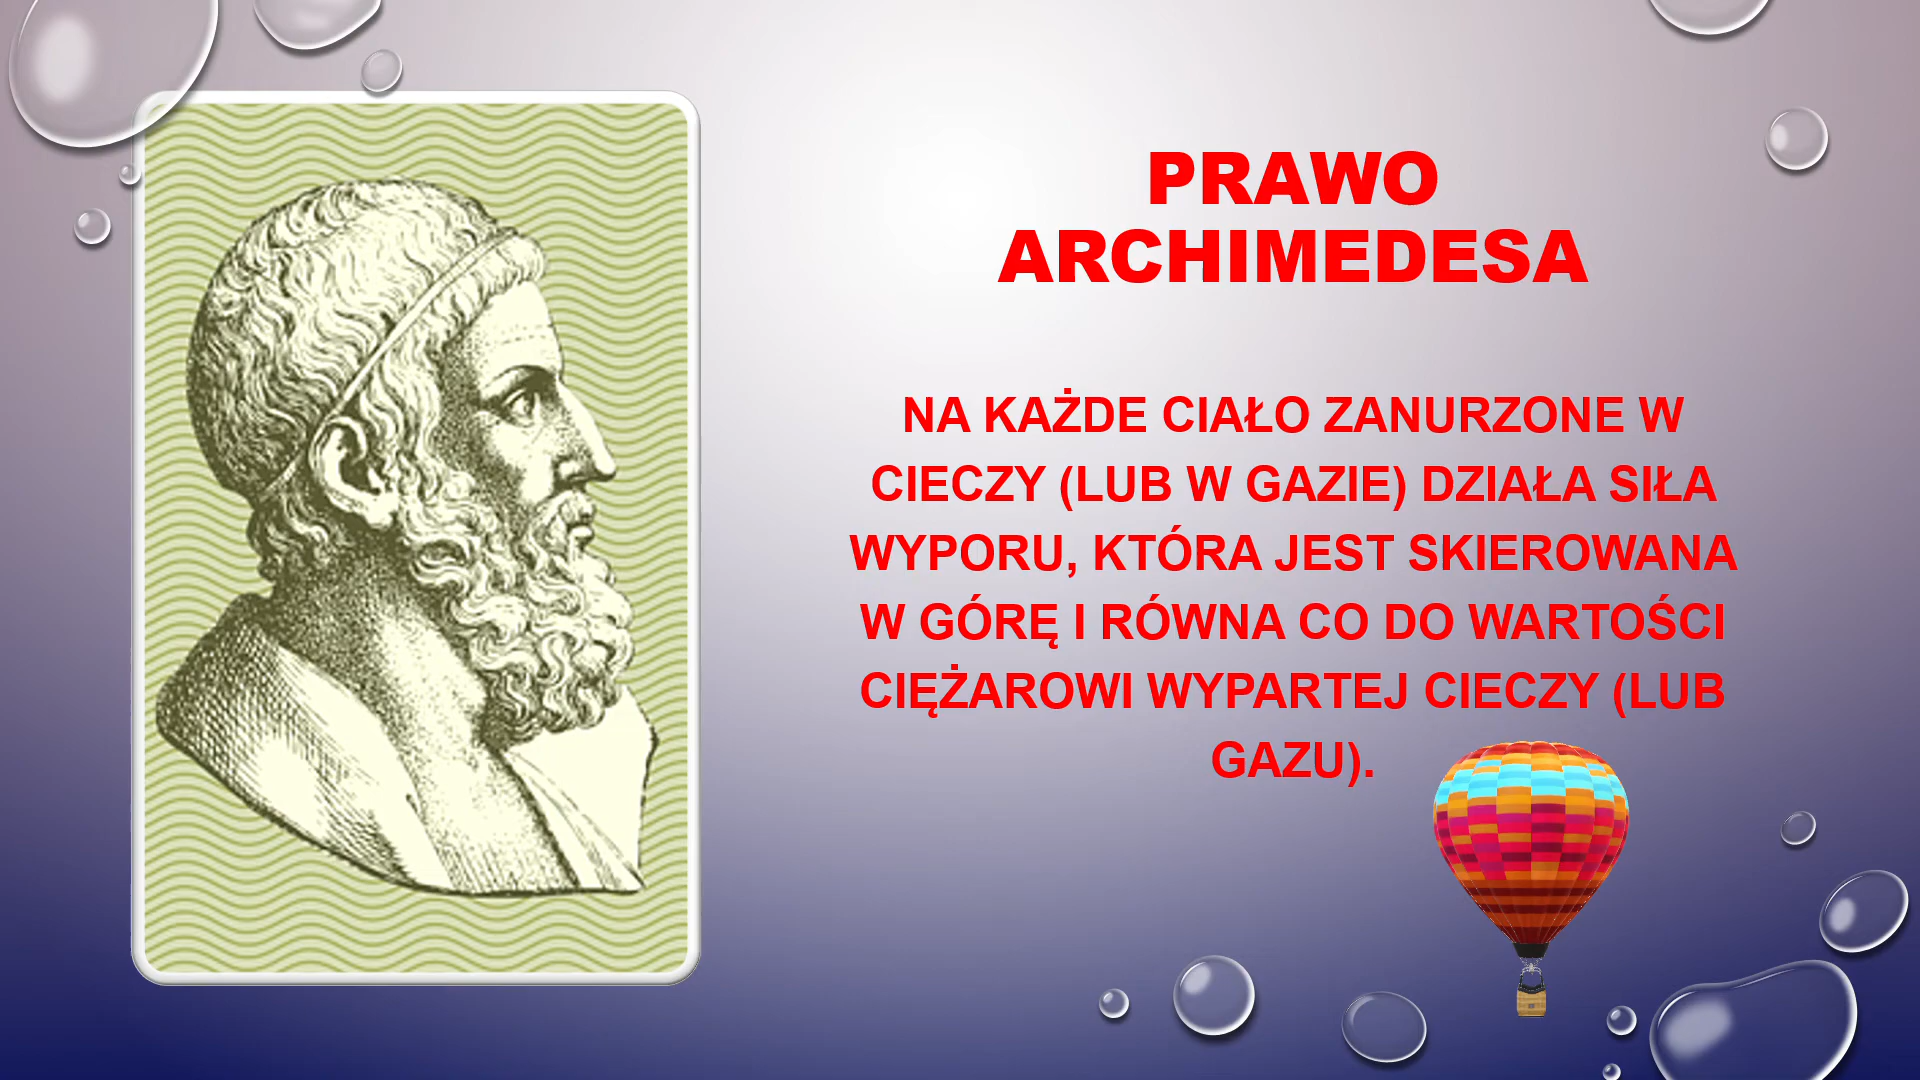 PRAWO
ARCHIMEDESA
NA KAŻDE CIAŁO ZANURZONE W
CIECZY (LUB W GAZIE) DZIAŁA SIŁA
WYPORU, KTÓRA JEST SKIEROWANA
W GÓRĘ I RÓWNA CO DO WARTOŚCI
CIĘŻAROWI WYPARTEJ CIECZY (LUB
GAZU).